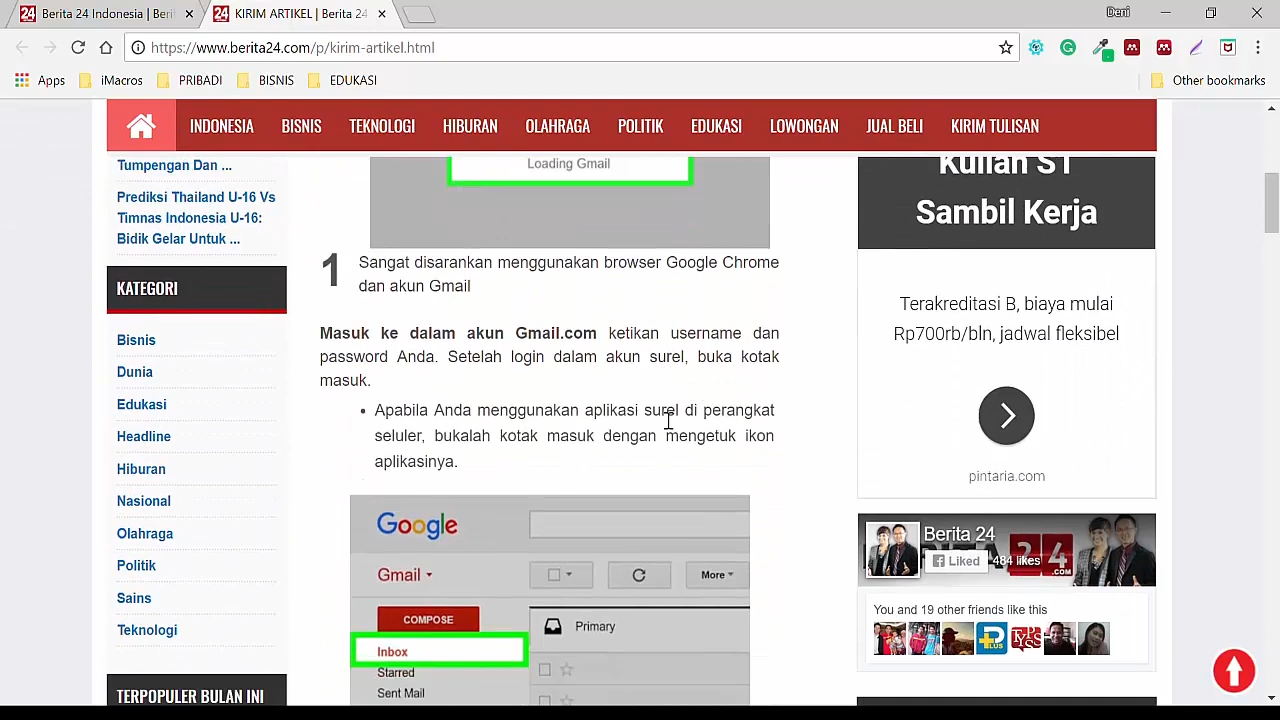 Berita 24 Indonesia | Beri
KIRIM ARTIKEL | Berita 24
Deri
https://www.berita24.com/p/kirim-artikel.html
Apps
iMacros
PRIBADI
BISNIS
EDUKASI
Other bookmarks
INDONESIA
BISNIS
TEKNOLOGI
HIBURAN
OLAHRAGA
POLITIK
EDUKASI
LOWONGAN
JUAL BELI
KIRIM TULISAN
Tumpengan Dan ...
Prediksi Thailand U-16 Vs
Timnas Indonesia U-16:
Bidik Gelar Untuk ...
KATEGORI
Bisnis
Dunia
Edukasi
Headline
Hiburan
Nasional
Olahraga
Politik
Sains
Teknologi
TERPOPULER BULAN INI
Loading Gmail
1 Sangat disarankan menggunakan browser Google Chrome
dan akun Gmail
Masuk ke dalam akun Gmail.com ketikan username dan
password Anda. Setelah login dalam akun surel, buka kotak
masuk.
• Apabila Anda menggunakan aplikasi surel di perangkat
seluler, bukalah kotak masuk dengan mengetuk ikon
aplikasinya.
Google
Gmail
More
COMPOSE
Primary
Inbox
Starred
Sent Mail
Kuliah S1
Sambil Kerja
Terakreditasi B, biaya mulai
Rp700rb/bln, jadwal fleksibel
pintaria.com
Berita 24
Liked
484 likes
24
.COM
You and 19 other friends like this
PLUS